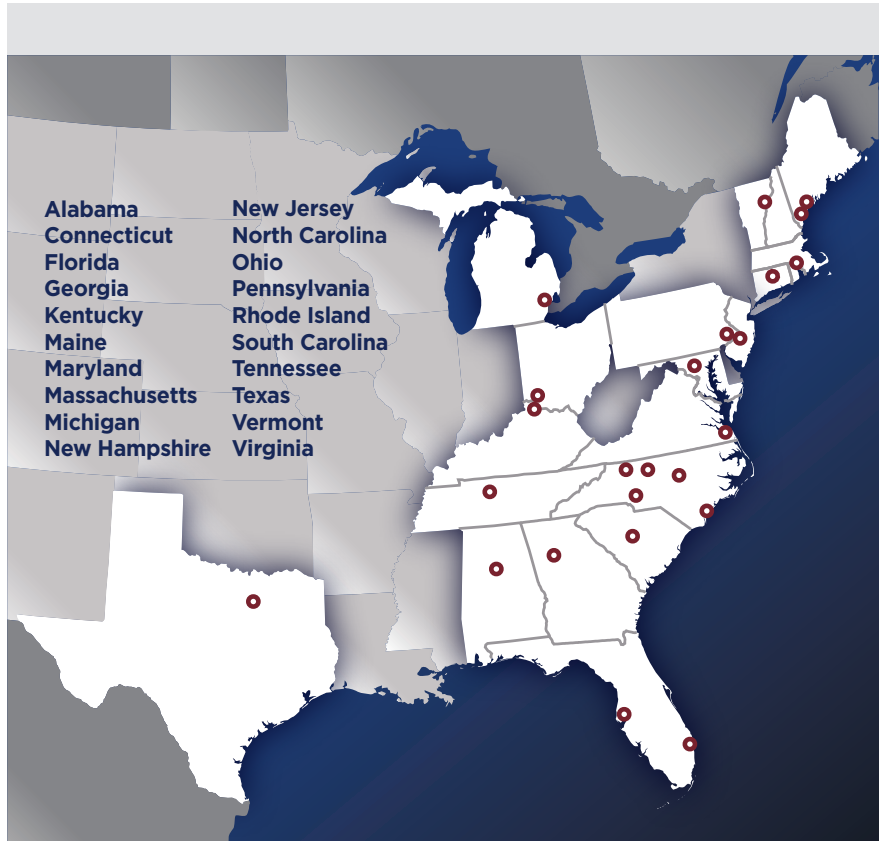 Alabama
Connecticut
Florida
Georgia
Kentucky
Maine
Maryland
Massachusetts
Michigan
New Hampshire
New Jersey
North Carolina
Ohio
Pennsylvania
Rhode Island
South Carolina
Tennessee
Texas
Vermont
Virginia